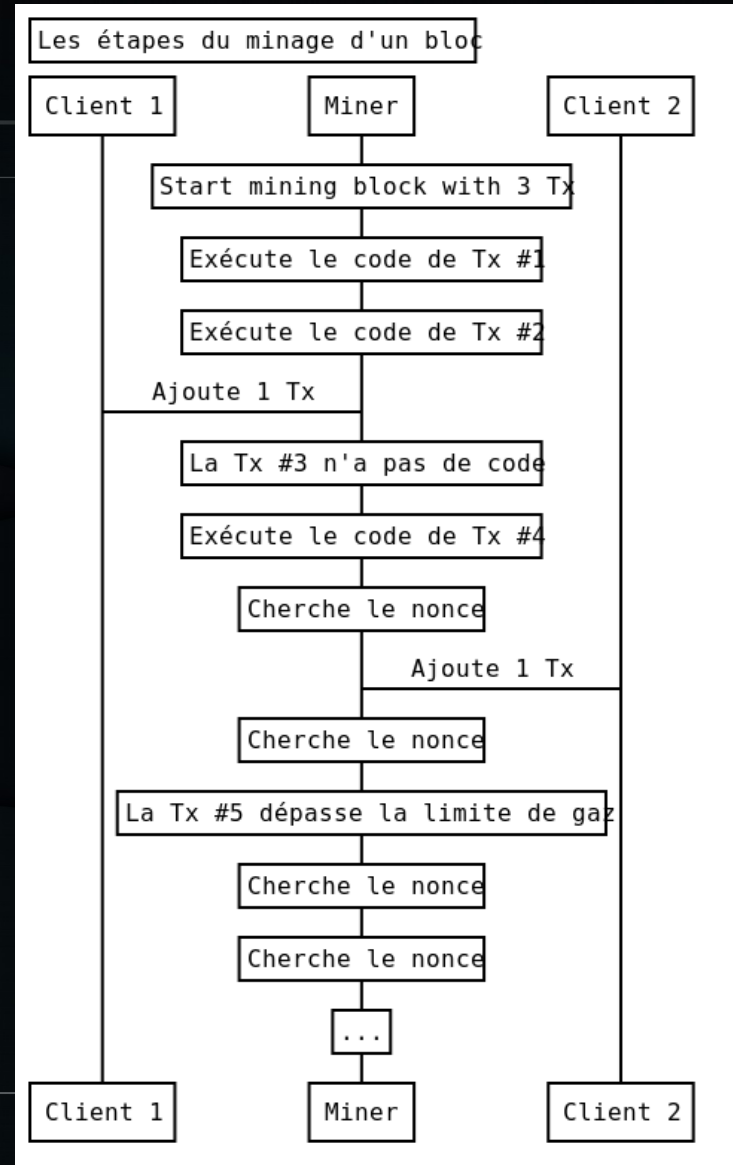 Les étapes du minage d'un bloc
Client 1
Miner
Client 2
Start mining block with 3 Tx
Exécute le code de Tx #1
Exécute le code de Tx #2
Ajoute 1 Tx
La Tx #3 n'a pas de code
Exécute le code de Tx #4
Cherche le nonce
Ajoute 1 Tx
Cherche le nonce
La Tx #5 dépasse la limite de gaz
Cherche le nonce
Cherche le nonce
...
Client 1
Miner
Client 2